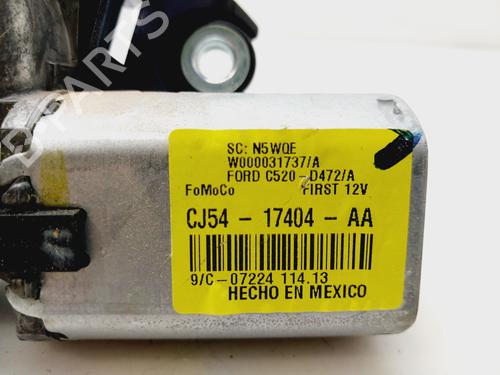 SC: N5WQE
W000031737/A
FORD C520-D472/A
FoMoCo FIRST 12V
CJ54 - 17404 - AA
9/C-07224 114.13
HECHO EN MEXICO
B-PARTS